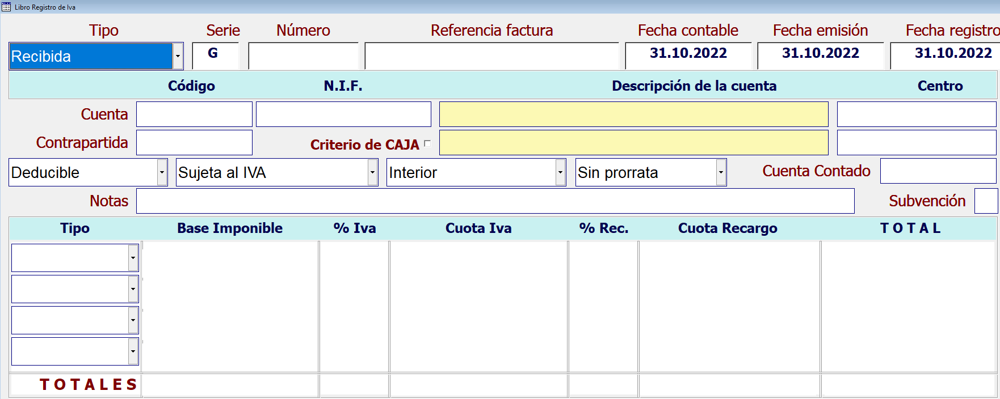 Libro Registro de Iva
Tipo Serie Número Referencia factura Fecha contable Fecha emisión Fecha registro
Recibida G 31.10.2022 31.10.2022 31.10.2022
Código N.I.F. Descripción de la cuenta Centro
Cuenta
Contrapartida Criterio de CAJA
Deducible Sujeta al IVA Interior Sin prorrata Cuenta Contado
Notas Subvención
Tipo Base Imponible % Iva Cuota Iva % Rec. Cuota Recargo T O T A L
T O T A L E S